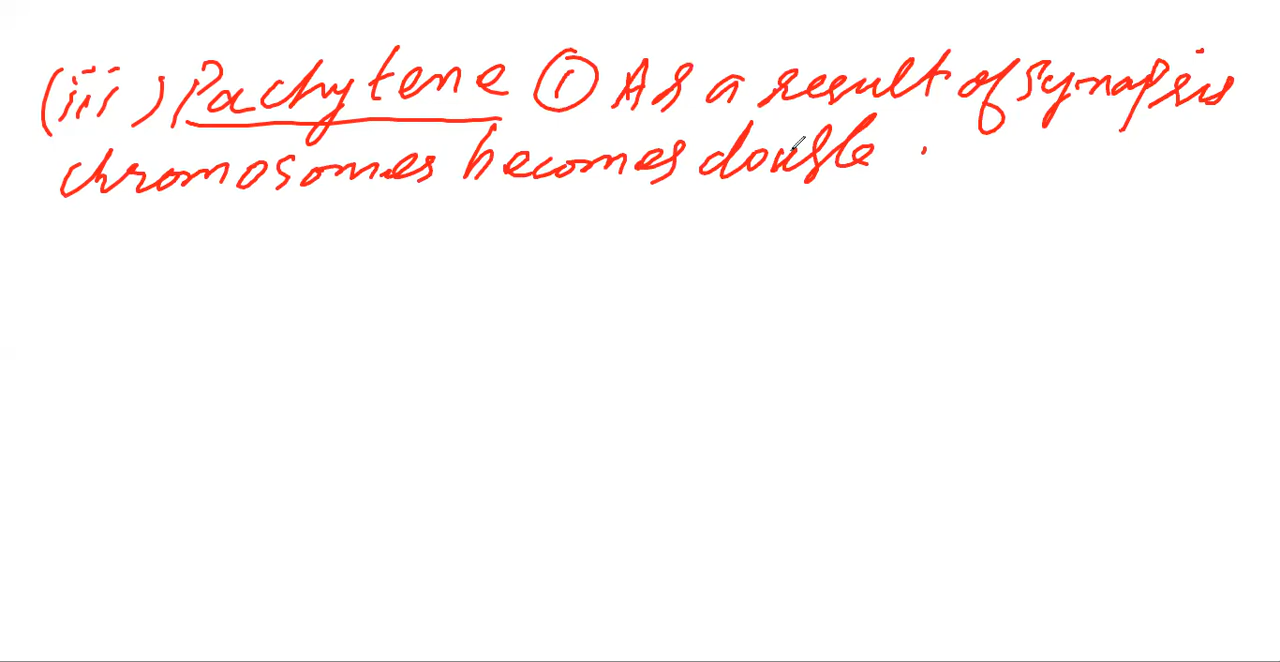 (iii) Pachytene ① As a result of synapsis
chromosomes becomes double .